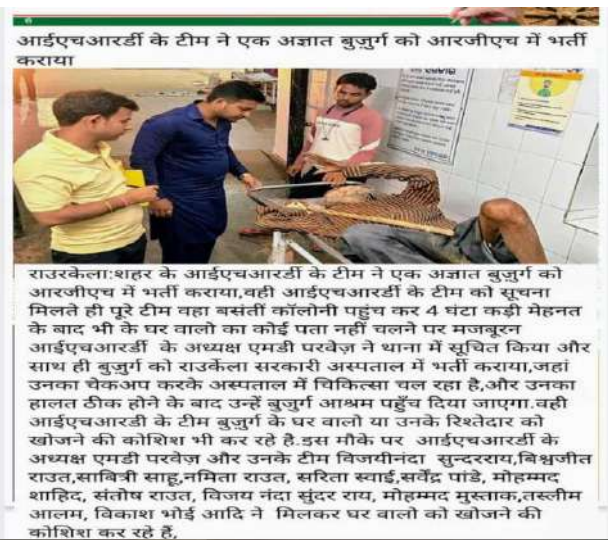 आईएचआरडी के टीम ने एक अज्ञात बुजुर्ग को आरजीएच में भर्ती
कराया
राउरकेला:शहर के आईएचआरडी के टीम ने एक अज्ञात बुजुर्ग को
आरजीएच में भर्ती कराया,वही आईएचआरडी के टीम को सूचना
मिलते ही पूरे टीम वहा बसंती कॉलोनी पहुंच कर 4 घंटा कड़ी मेहनत
के बाद भी के घर वालो का कोई पता नहीं चलने पर मजबूरन
आईएचआरडी के अध्यक्ष एमडी परवेज़ ने थाना में सूचित किया और
साथ ही बुजुर्ग को राउर्केला सरकारी अस्पताल में भर्ती कराया,जहां
उनका चेकअप करके अस्पताल में चिकित्सा चल रहा है,और उनका
हालत ठीक होने के बाद उन्हें बुजुर्ग आश्रम पहुँच दिया जाएगा.वही
आईएचआरडी के टीम बुजुर्ग के घर वालो या उनके रिश्तेदार को
खोजने की कोशिश भी कर रहे है.इस मौके पर आईएचआरडी के
अध्यक्ष एमडी परवेज़ और उनके टीम विजयीनंदा सुन्दरराय,बिश्वजीत
राउत,साबित्री साहू,नमिता राउत, सरिता स्वाई,सर्वेंद्र पांडे, मोहम्मद
शाहिद, संतोष राउत, विजय नंदा सुंदर राय, मोहम्मद मुस्ताक,तस्लीम
आलम, विकाश भोई आदि ने मिलकर घर वालो को खोजने की
कोशिश कर रहे हैं,